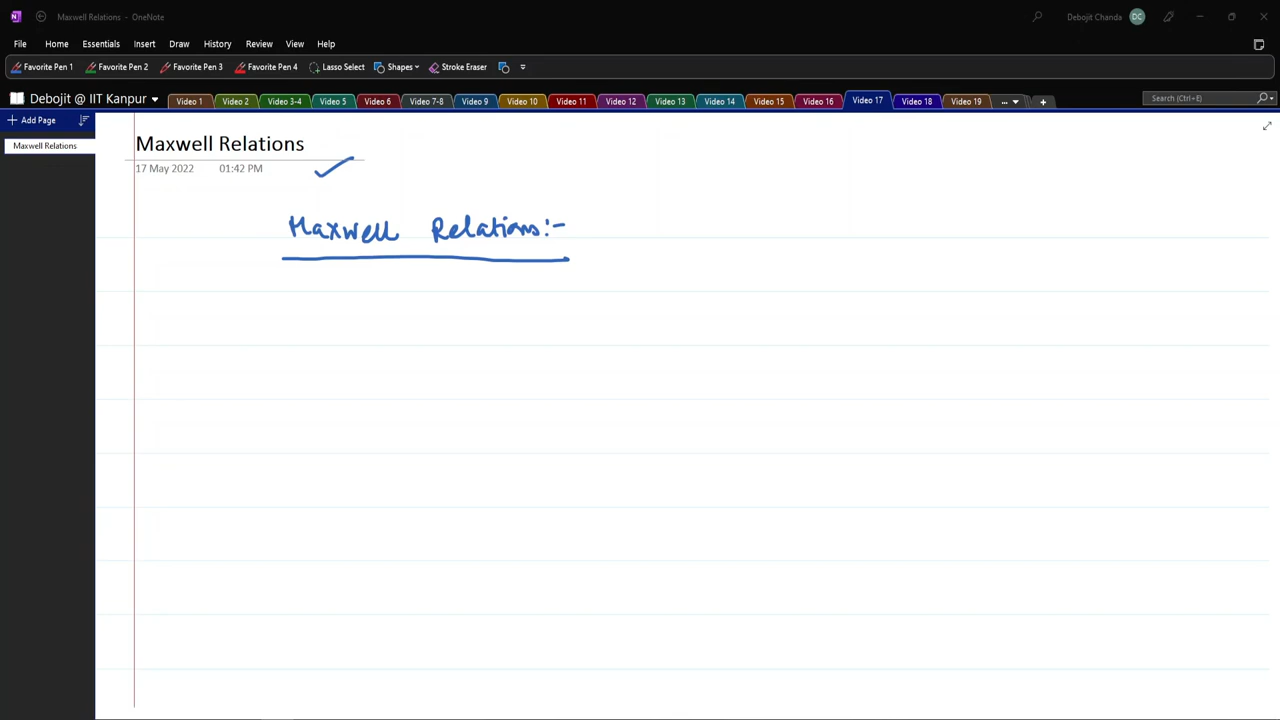 Maxwell Relations - OneNote
Debojit Chanda DC
File Home Essentials Insert Draw History Review View Help
Favorite Pen 1 Favorite Pen 2 Favorite Pen 3 Favorite Pen 4 Lasso Select Shapes Stroke Eraser
Debojit @ IIT Kanpur Video 1 Video 2 Video 3-4 Video 5 Video 6 Video 7-8 Video 9 Video 10 Video 11 Video 12 Video 13 Video 14 Video 15 Video 16 Video 17 Video 18 Video 19 ... + Search (Ctrl+E)
+ Add Page
Maxwell Relations
Maxwell Relations
17 May 2022 01:42 PM
Maxwell Relations:-